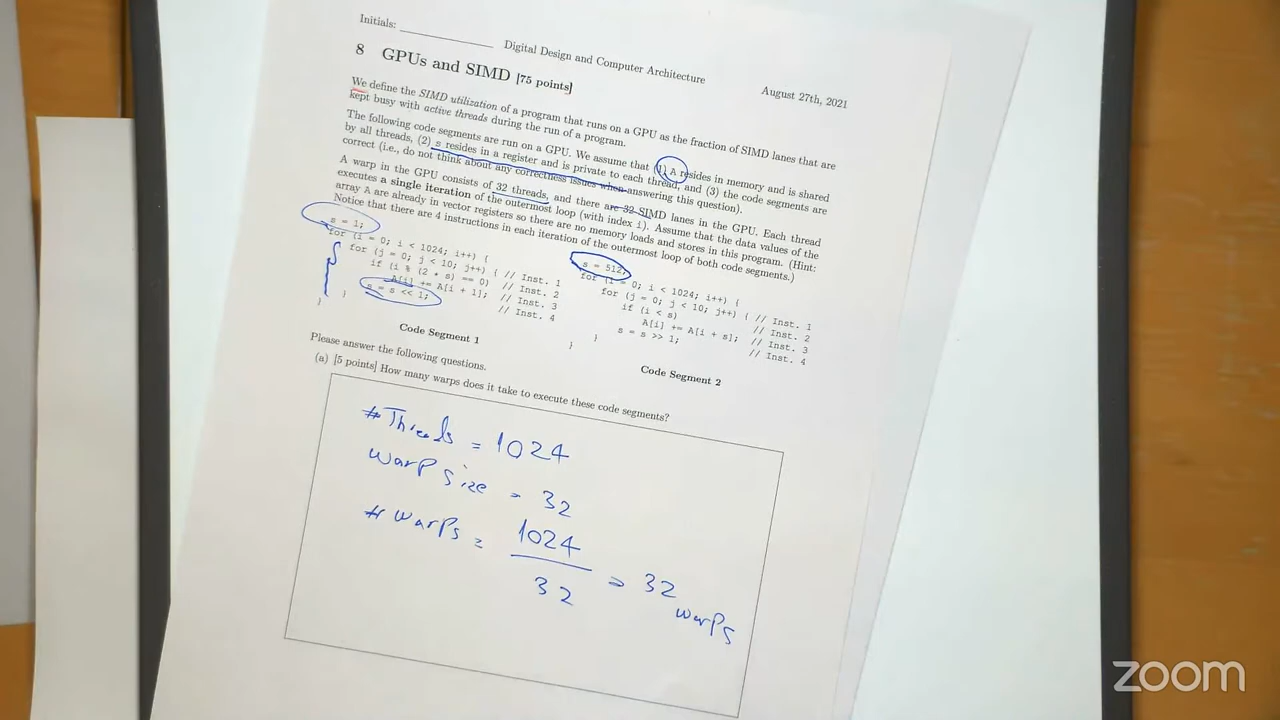 Initials:
Digital Design and Computer Architecture
August 27th, 2021
8 GPUs and SIMD [75 points]
We define the SIMD utilization of a program that runs on a GPU as the fraction of SIMD lanes that are
kept busy with active threads during the run of a program.
The following code segments are run on a GPU. We assume that (1) A resides in memory and is shared
by all threads, (2) s resides in a register and is private to each thread, and (3) the code segments are
correct (i.e., do not think about any correctness issues when answering this question).
A warp in the GPU consists of 32 threads, and there are 32 SIMD lanes in the GPU. Each thread
executes a single iteration of the outermost loop (with index i). Assume that the data values of the
array A are already in vector registers so there are no memory loads and stores in this program. (Hint:
Notice that there are 4 instructions in each iteration of the outermost loop of both code segments.)
s = 1;
for (i = 0; i < 1024; i++) {
for (j = 0; j < 10; j++) { // Inst. 1
if (i % (2 * s) == 0) // Inst. 2
A[i] += A[i + 1]; // Inst. 3
s = s << 1; // Inst. 4
}
}
Code Segment 1
s = 512;
for (i = 0; i < 1024; i++) {
for (j = 0; j < 10; j++) { // Inst. 1
if (i < s) // Inst. 2
A[i] += A[i + s]; // Inst. 3
s = s >> 1; // Inst. 4
}
}
Code Segment 2
Please answer the following questions.
(a) [5 points] How many warps does it take to execute these code segments?
#Threads = 1024
warp size = 32
# warps = 1024
32
= 32
warps
zoom